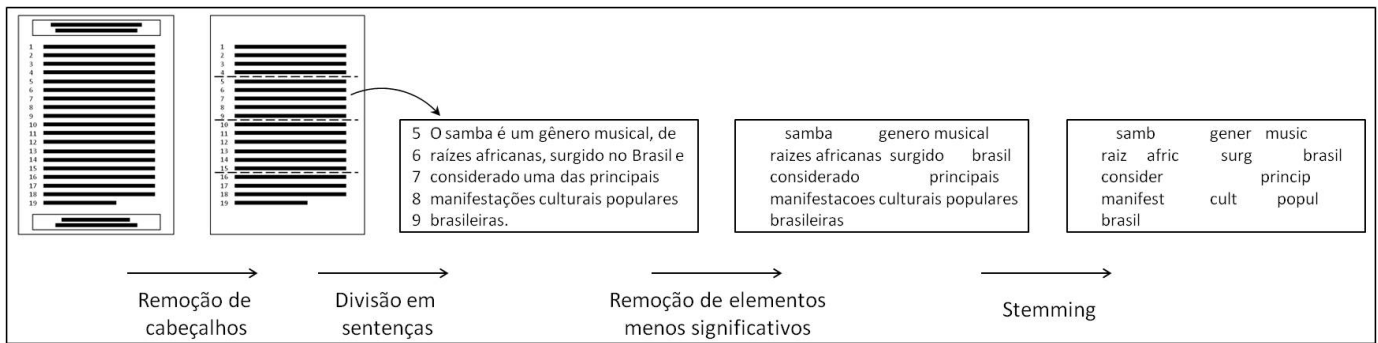 1
2
3
4
5
6
7
8
9
10
11
12
13
14
15
16
17
18
19
1
2
3
4
5
6
7
8
9
10
11
12
13
14
15
16
17
18
19
5 O samba é um gênero musical, de
6 raízes africanas, surgido no Brasil e
7 considerado uma das principais
8 manifestações culturais populares
9 brasileiras.
samba genero musical
raizes africanas surgido brasil
considerado principais
manifestacoes culturais populares
brasileiras
samb gener music
raiz afric surg brasil
consider princip
manifest cult popul
brasil
Remoção de
cabeçalhos
Divisão em
sentenças
Remoção de elementos
menos significativos
Stemming